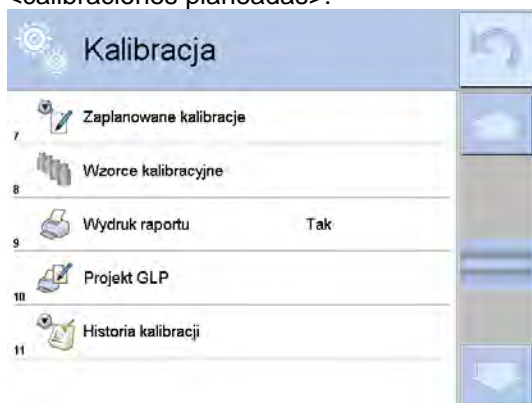 <calibraciones planeadas>.
Kalibracja
7 Zaplanowane kalibracje
8 Wzorce kalibracyjne
9 Wydruk raportu Tak
10 Projekt GLP
11 Historia kalibracji